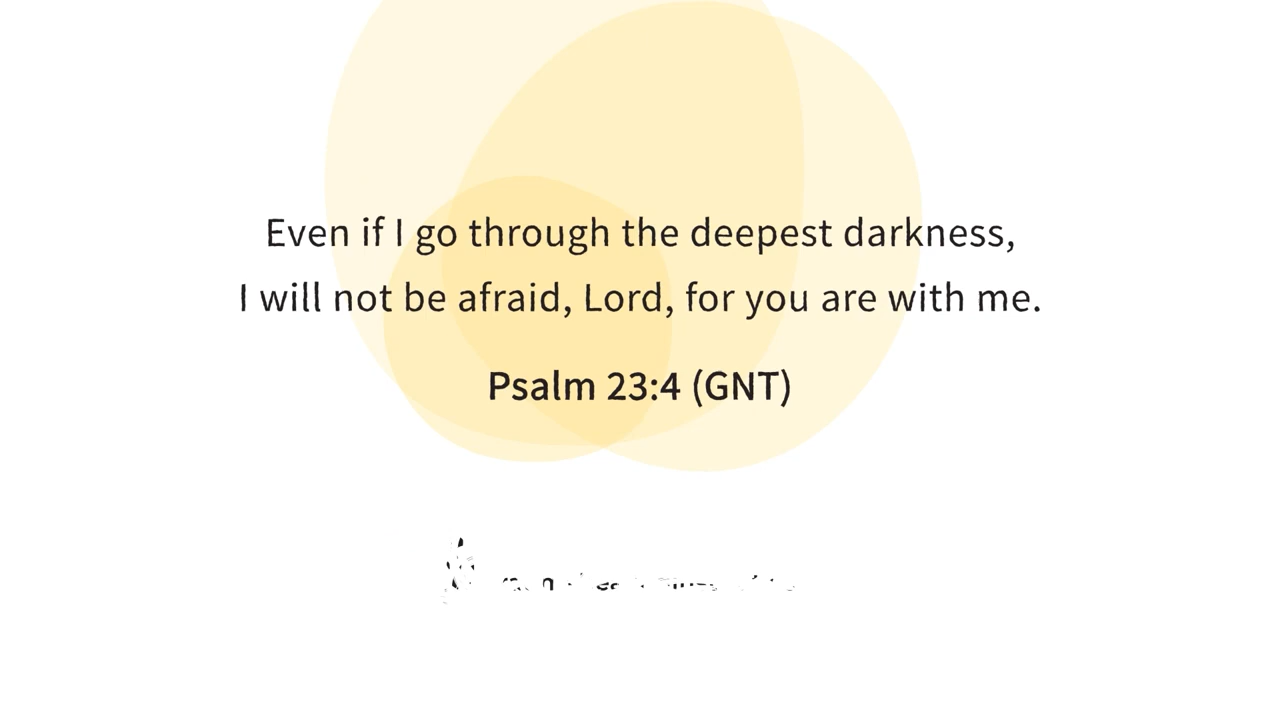 Even if I go through the deepest darkness,
I will not be afraid, Lord, for you are with me.
Psalm 23:4 (GNT)